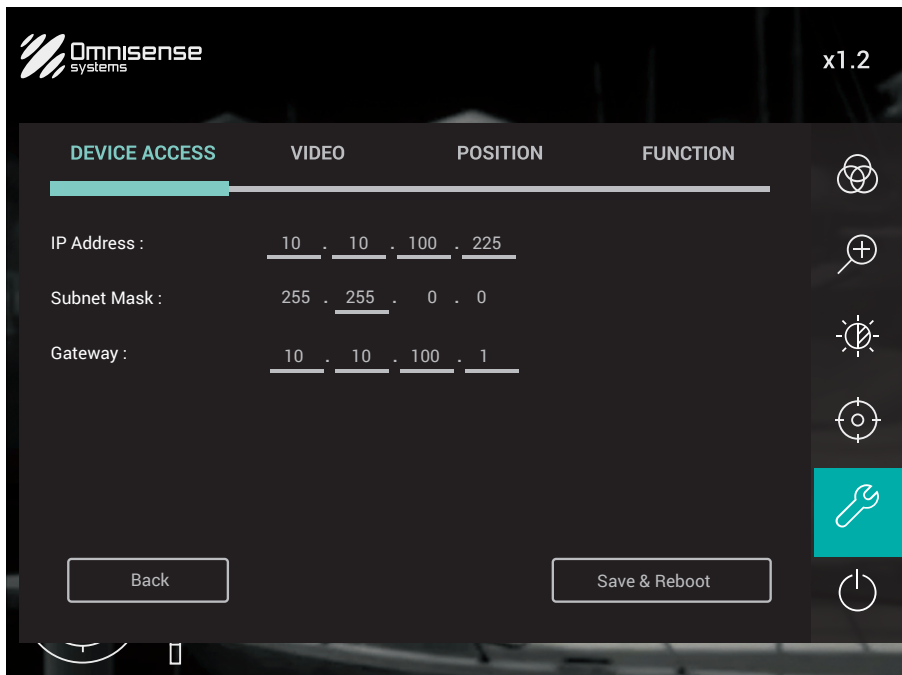 Omnisense
systems
x1.2
DEVICE ACCESS VIDEO POSITION FUNCTION
IP Address : 10 . 10 . 100 . 225
Subnet Mask : 255 . 255 . 0 . 0
Gateway : 10 . 10 . 100 . 1
Back Save & Reboot